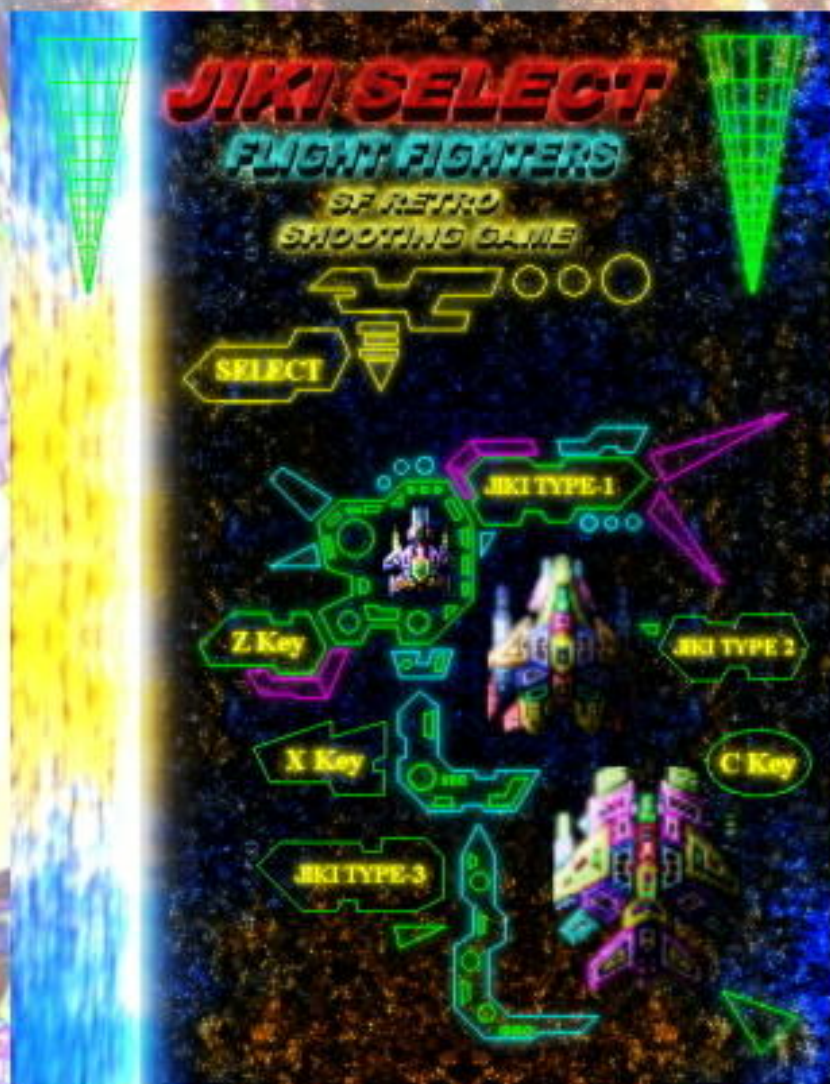 JIKI SELECT
FLIGHT FIGHTERS
SF RETRO
SHOOTING GAME
SELECT
JIKI TYPE-1
Z Key
JIKI TYPE 2
X Key
C Key
JIKI TYPE-3